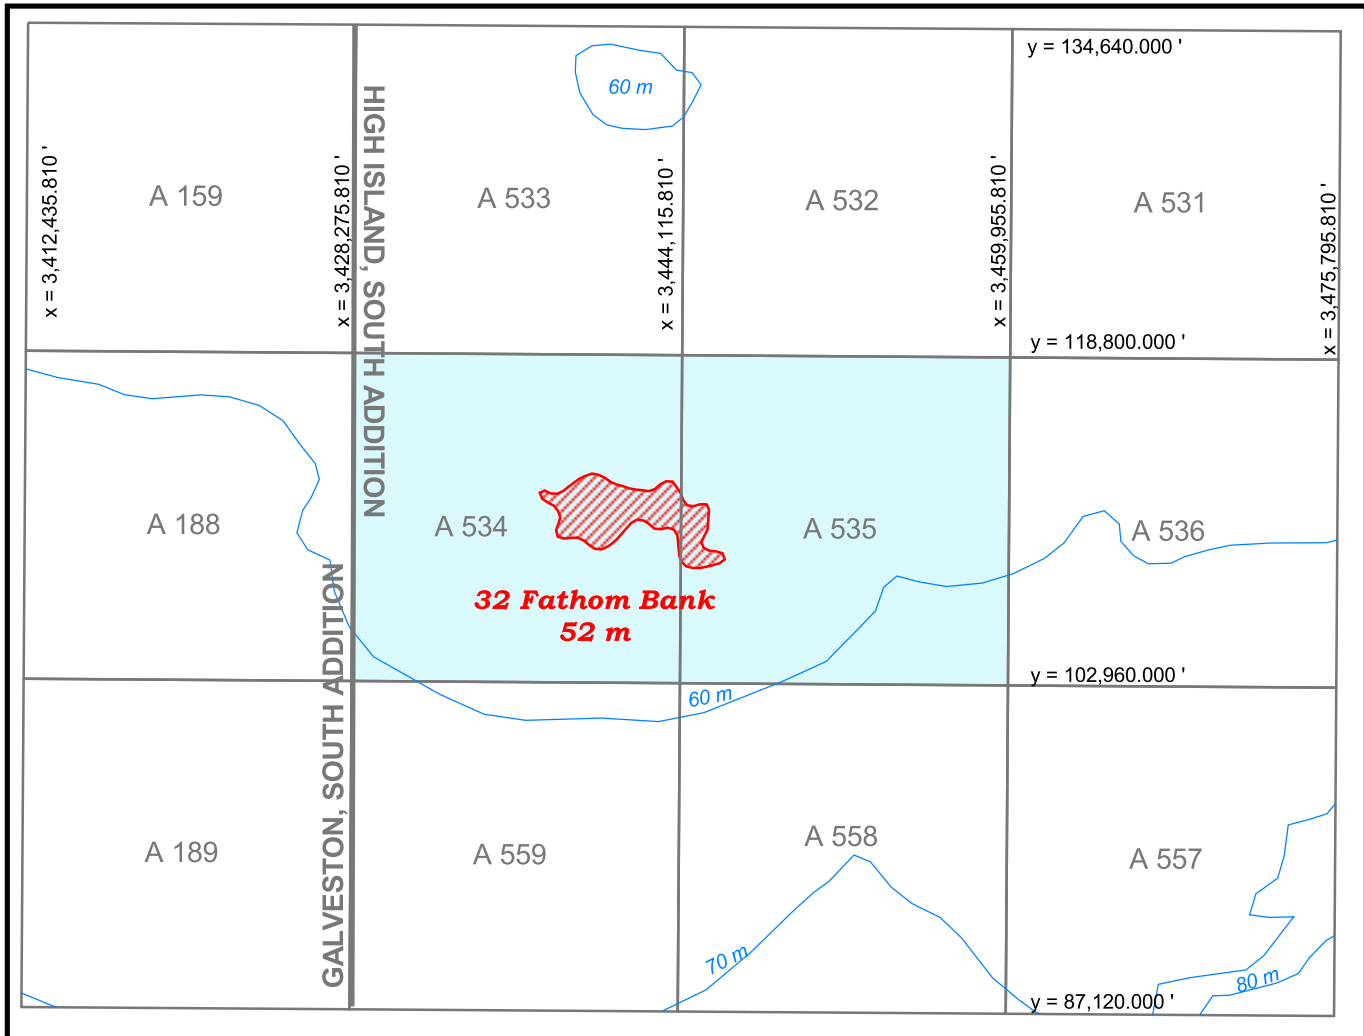 y = 134,640.000 '
60 m
x = 3,412,435.810 '
x = 3,428,275.810 '
x = 3,444,115.810 '
x = 3,459,955.810 '
x = 3,475,795.810 '
HIGH ISLAND, SOUTH ADDITION
A 159
A 533
A 532
A 531
y = 118,800.000 '
A 188
A 534
A 535
A 536
32 Fathom Bank
52 m
GALVESTON, SOUTH ADDITION
y = 102,960.000 '
60 m
A 189
A 559
A 558
A 557
70 m
80 m
y = 87,120.000 '